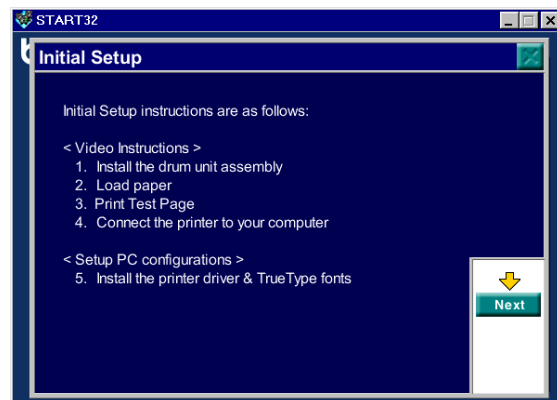 START32
Initial Setup
Initial Setup instructions are as follows:
< Video Instructions >
1. Install the drum unit assembly
2. Load paper
3. Print Test Page
4. Connect the printer to your computer
< Setup PC configurations >
5. Install the printer driver & TrueType fonts
Next